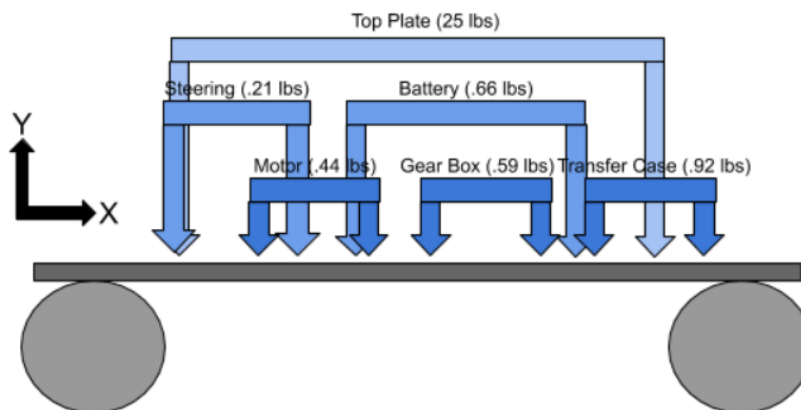 Top Plate (25 lbs)
Steering (.21 lbs)
Battery (.66 lbs)
Motor (.44 lbs)
Gear Box (.59 lbs)
Transfer Case (.92 lbs)
Y
X